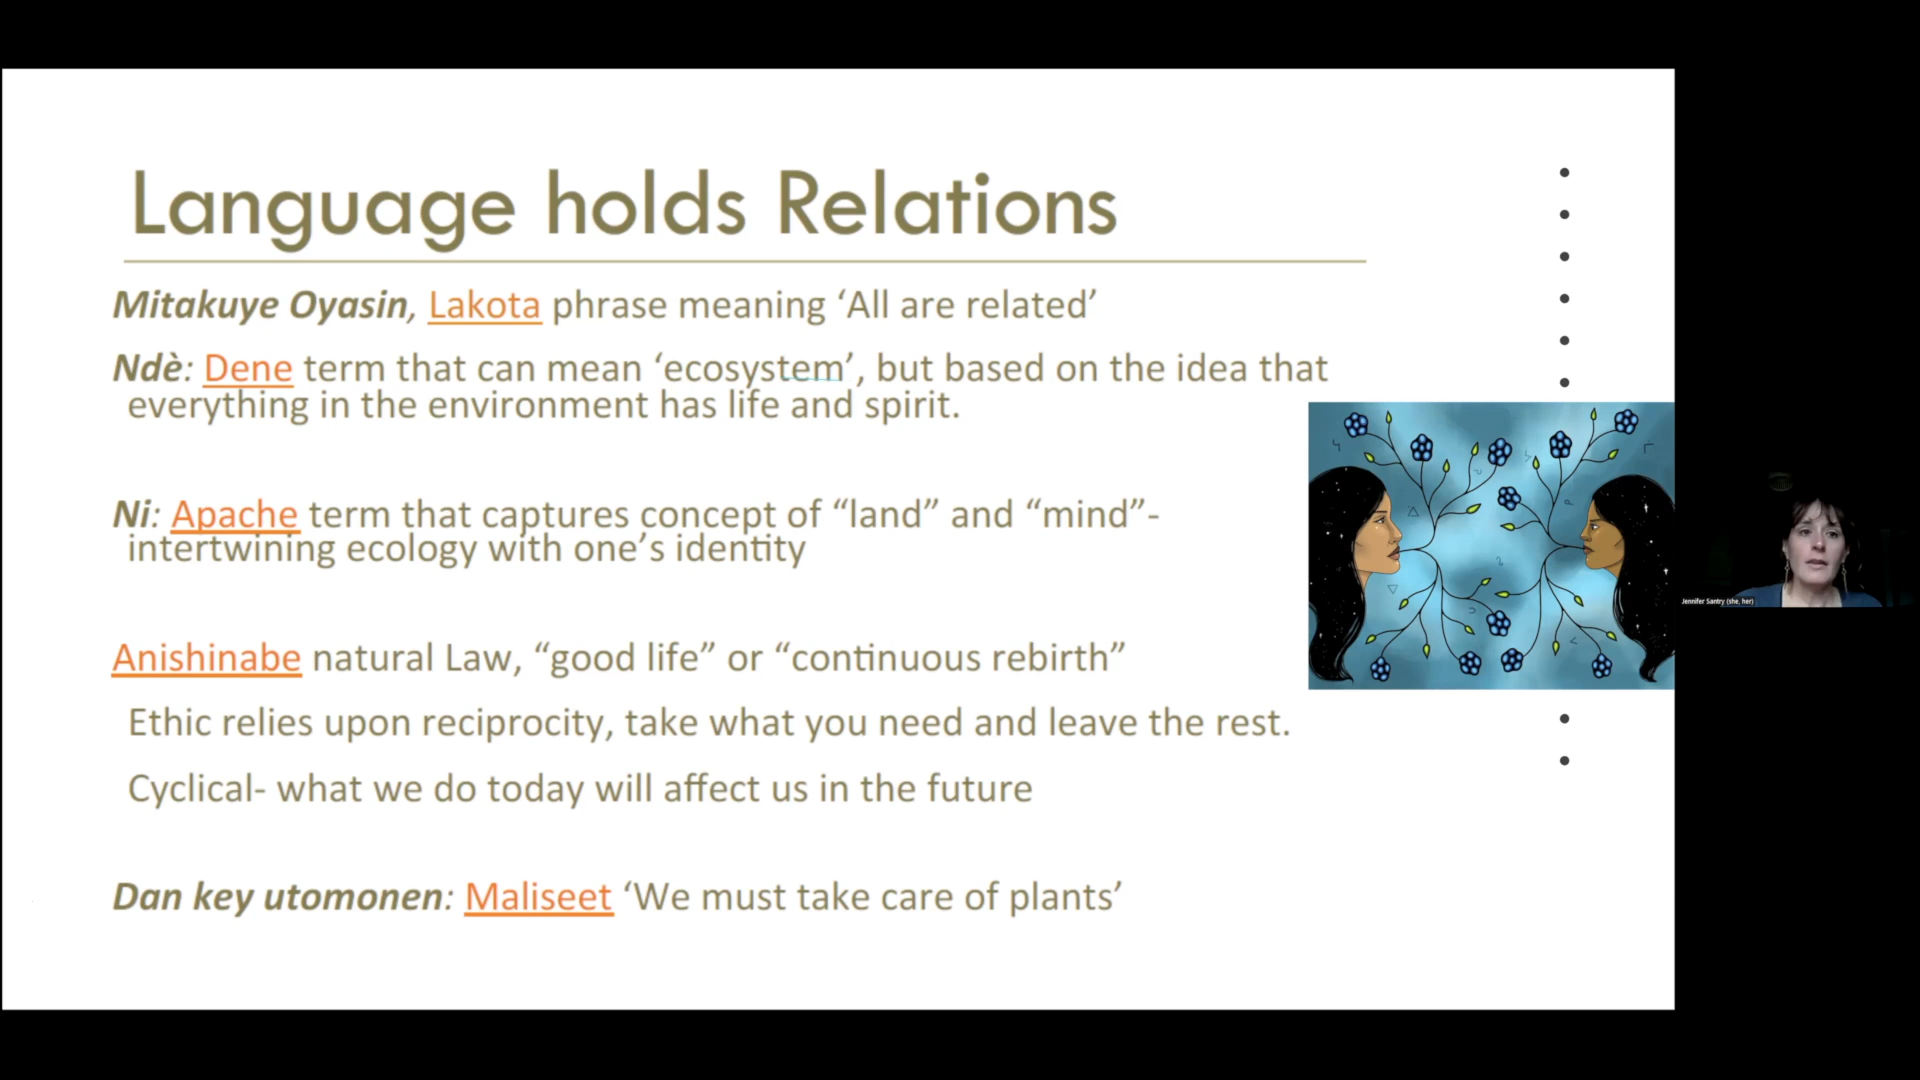 Language holds Relations
Mitakuye Oyasin, Lakota phrase meaning ‘All are related’
Ndè: Dene term that can mean ‘ecosystem’, but based on the idea that
everything in the environment has life and spirit.
Ni: Apache term that captures concept of “land” and “mind”-
intertwining ecology with one’s identity
Anishinabe natural Law, “good life” or “continuous rebirth”
Ethic relies upon reciprocity, take what you need and leave the rest.
Cyclical- what we do today will affect us in the future
Dan key utomonen: Maliseet ‘We must take care of plants’
Jennifer Santry (she, her)